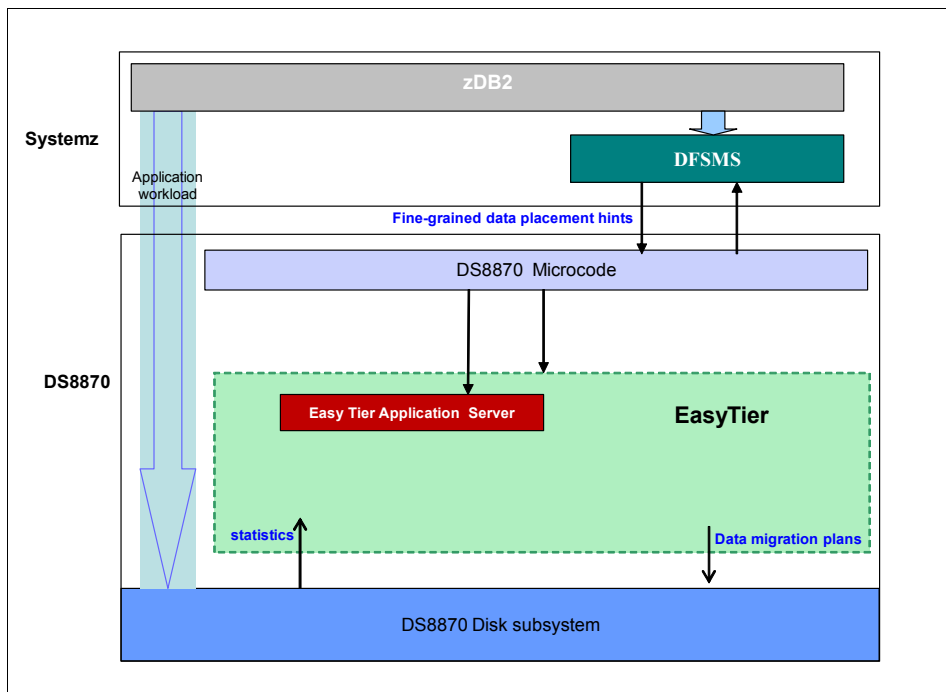 zDB2
Systemz
DFSMS
Application
workload
Fine-grained data placement hints
DS8870 Microcode
DS8870
Easy Tier Application Server
EasyTier
statistics
Data migration plans
DS8870 Disk subsystem